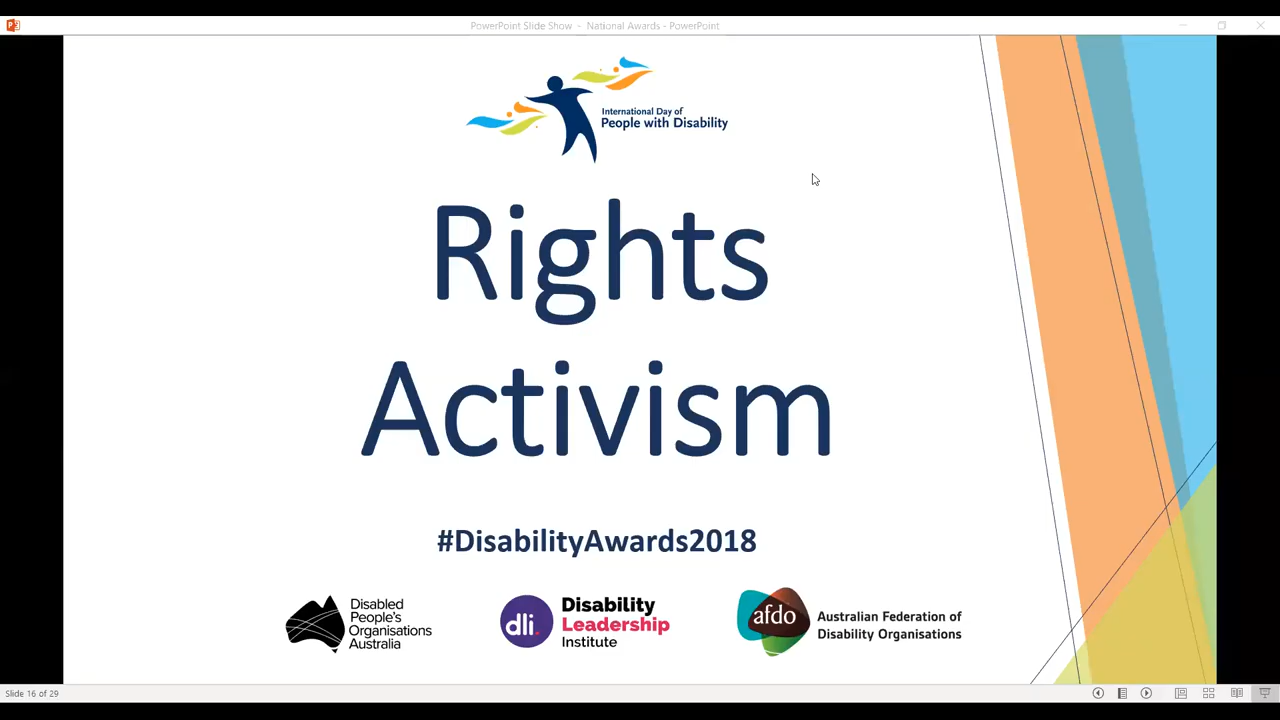 PowerPoint Slide Show - National Awards - PowerPoint
International Day of
People with Disability
Rights
Activism
#DisabilityAwards2018
Disabled
People's
Organisations
Australia
dli.
Disability
Leadership
Institute
afdo
Australian Federation of
Disability Organisations
Slide 16 of 29